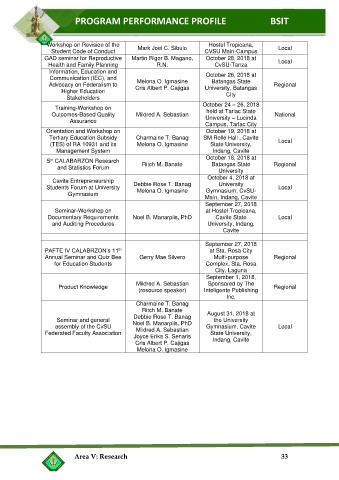 PROGRAM PERFORMANCE PROFILE BSIT
Workshop on Revision of the Student Code of Conduct | Mark Joel C. Sibulo | Hostel Tropicana, CVSU Main Campus | Local
GAD seminar for Reproductive Health and Family Planning | Martin Rigor B. Magano, R.N. | October 28, 2018 at CvSU-Tanza | Local
Information, Education and Communication (IEC), and Advocacy on Federalism to Higher Education Stakeholders | Melona O. Igmasine Cris Albert P. Cajigas | October 26, 2018 at Batangas State University, Batangas City | Regional
Training-Workshop on Outcomes-Based Quality Assurance | Mildred A. Sebastian | October 24 – 26, 2018 held at Tarlac State University – Lucinda Campus, Tarlac City | National
Orientation and Workshop on Tertiary Education Subsidy (TES) of RA 10931 and its Management System | Charmaine T. Banag Melona O. Igmasine | October 19, 2018 at SM Rolle Hall, Cavite State University, Indang, Cavite | Local
5th CALABARZON Research and Statistics Forum | Ritch M. Banate | October 18, 2018 at Batangas State University | Regional
Cavite Entrepreneurship Students Forum at University Gymnasium | Debbie Rose T. Banag Melona O. Igmasine | October 4, 2018 at University Gymnasium, CvSU-Main, Indang, Cavite | Local
Seminar-Workshop on Documentary Requirements and Auditing Procedures | Noel B. Manarpiis, PhD | September 27, 2018 at Hostel Tropicana, Cavite State University, Indang, Cavite | Local
PAFTE IV CALABRZON's 11th Annual Seminar and Quiz Bee for Education Students | Gerry Mae Silvero | September 27, 2018 at Sta. Rosa City Multi-purpose Complex, Sta. Rosa City, Laguna | Regional
Product Knowledge | Mildred A. Sebastian (resource speaker) | September 1, 2018, Sponsored by The Inteligente Publishing Inc. | Regional
Seminar and general assembly of the CvSU Federated Faculty Association | Charmaine T. Banag Ritch M. Banate Debbie Rose T. Banag Noel B. Manarpiis, PhD Mildred A. Sebastian Joyce Erika S. Senaris Cris Albert P. Cajigas Melona O. Igmasine | August 31, 2018 at the University Gymnasium, Cavite State University, Indang, Cavite | Local
Area V: Research 33